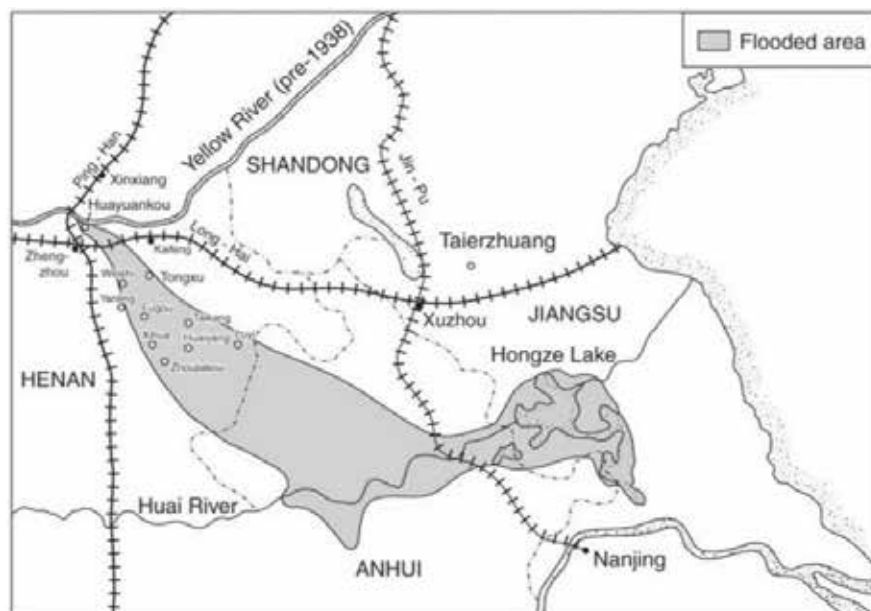 Flooded area
Yellow River (pre-1938)
Ping - Han
Xinxiang
SHANDONG
Jin - Pu
Huayuankou
Long - Hai
Taierzhuang
Zheng-
zhou
Kaifeng
Tongxu
Xuzhou
JIANGSU
Hongze Lake
HENAN
Huai River
ANHUI
Nanjing